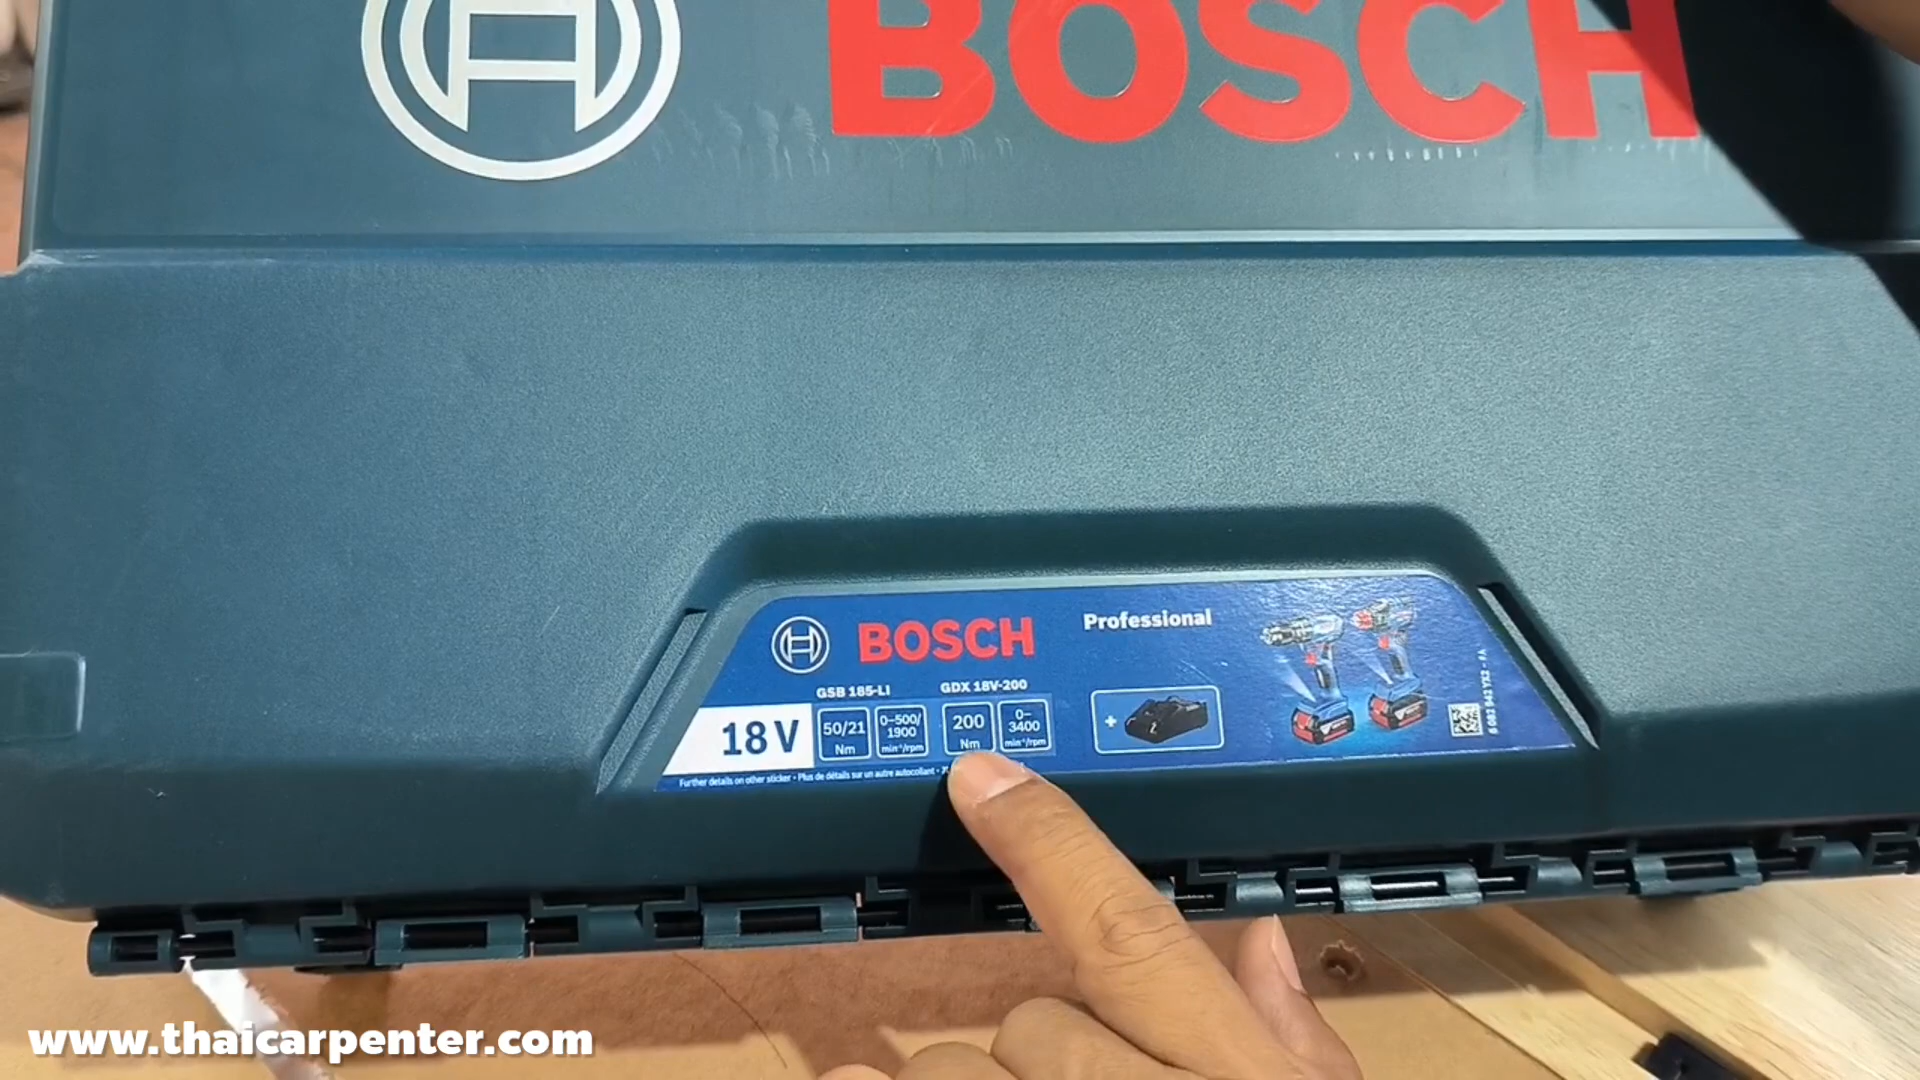 BOSCH
BOSCH
Professional
GSB 185-LI
GDX 18V-200
18 V
50/21
Nm
0–500/
1900
min⁻¹/rpm
200
Nm
0–
3400
min⁻¹/rpm
+
Further details on other sticker • Plus de détails sur un autre autocollant •
www.thaicarpenter.com